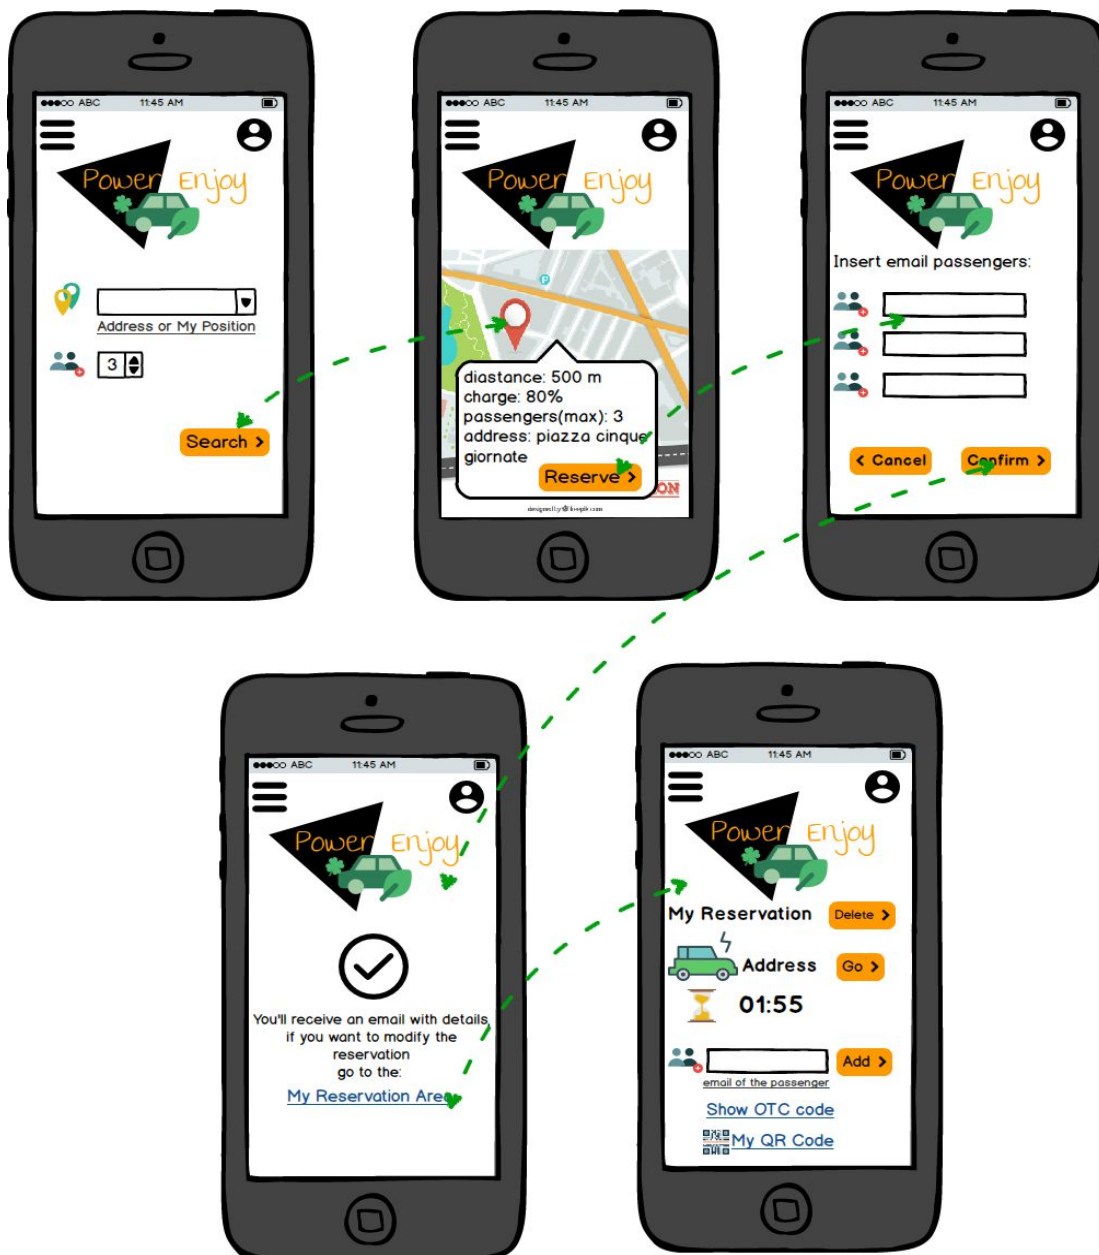 ABC 11:45 AM
Power Enjoy
Address or My Position
3
Search >
ABC 11:45 AM
Power Enjoy
P
diastance: 500 m
charge: 80%
passengers(max): 3
address: piazza cinque
giornate
Reserve >
ON
ABC 11:45 AM
Power Enjoy
Insert email passengers:
< Cancel
Confirm >
ABC 11:45 AM
Power Enjoy
You'll receive an email with details
if you want to modify the
reservation
go to the:
My Reservation Area
ABC 11:45 AM
Power Enjoy
My Reservation
Delete >
Address
Go >
01:55
Add >
email of the passenger
Show OTC code
My QR Code